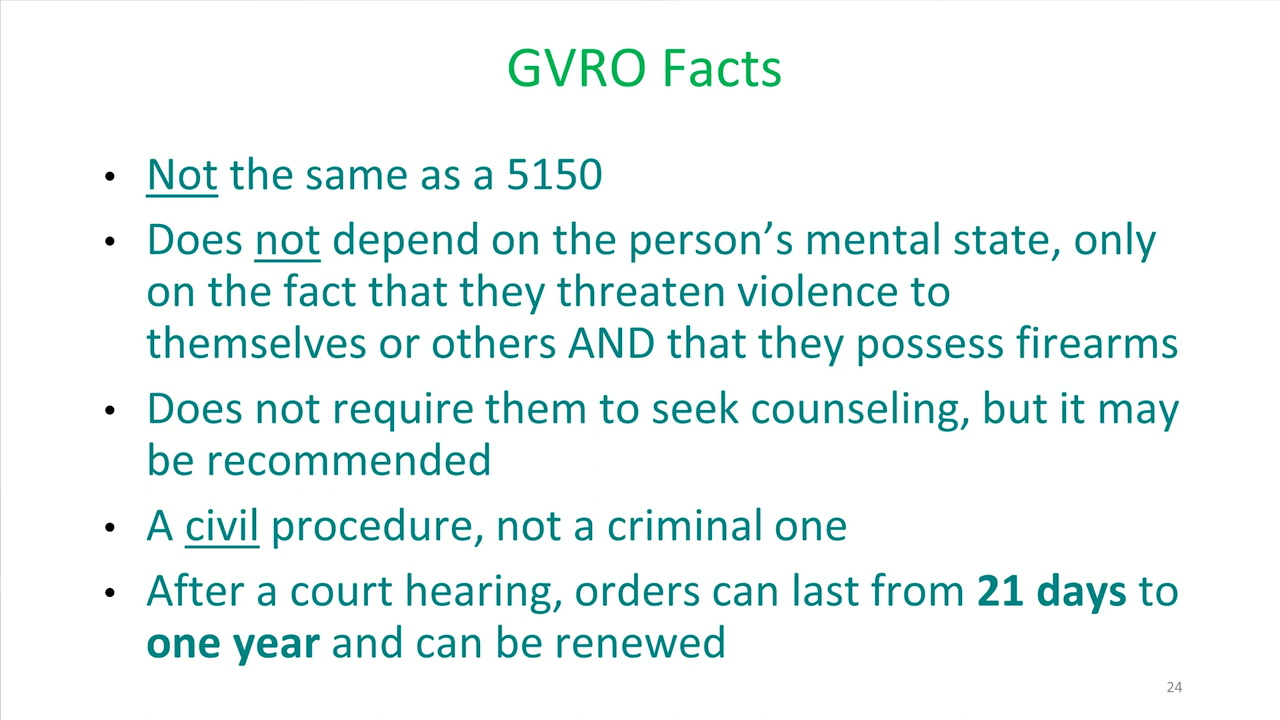 GVRO Facts
• Not the same as a 5150
• Does not depend on the person’s mental state, only
on the fact that they threaten violence to
themselves or others AND that they possess firearms
• Does not require them to seek counseling, but it may
be recommended
• A civil procedure, not a criminal one
• After a court hearing, orders can last from 21 days to
one year and can be renewed
24